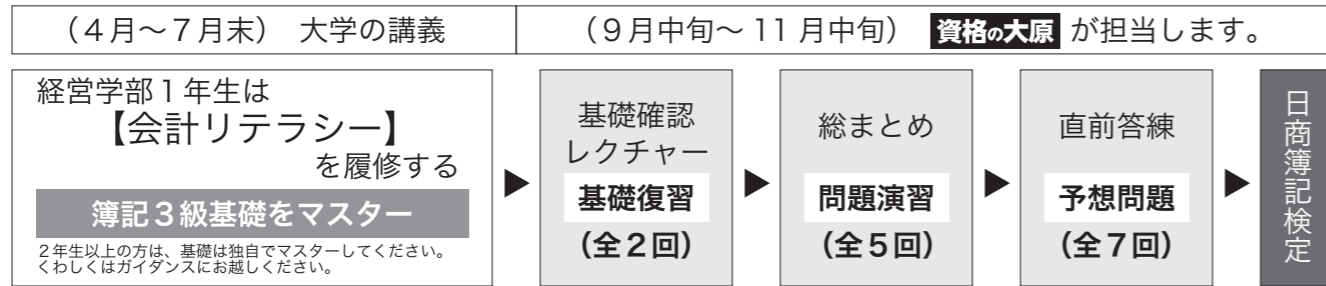 （４月～７月末） 大学の講義
（９月中旬～11月中旬） 資格の大原 が担当します。
経営学部１年生は
【会計リテラシー】
を履修する
簿記３級基礎をマスター
２年生以上の方は、基礎は独自でマスターしてください。
くわしくはガイダンスにお越しください。
▶
基礎確認
レクチャー
基礎復習
（全２回）
▶
総まとめ
問題演習
（全５回）
▶
直前答練
予想問題
（全７回）
▶
日商簿記検定